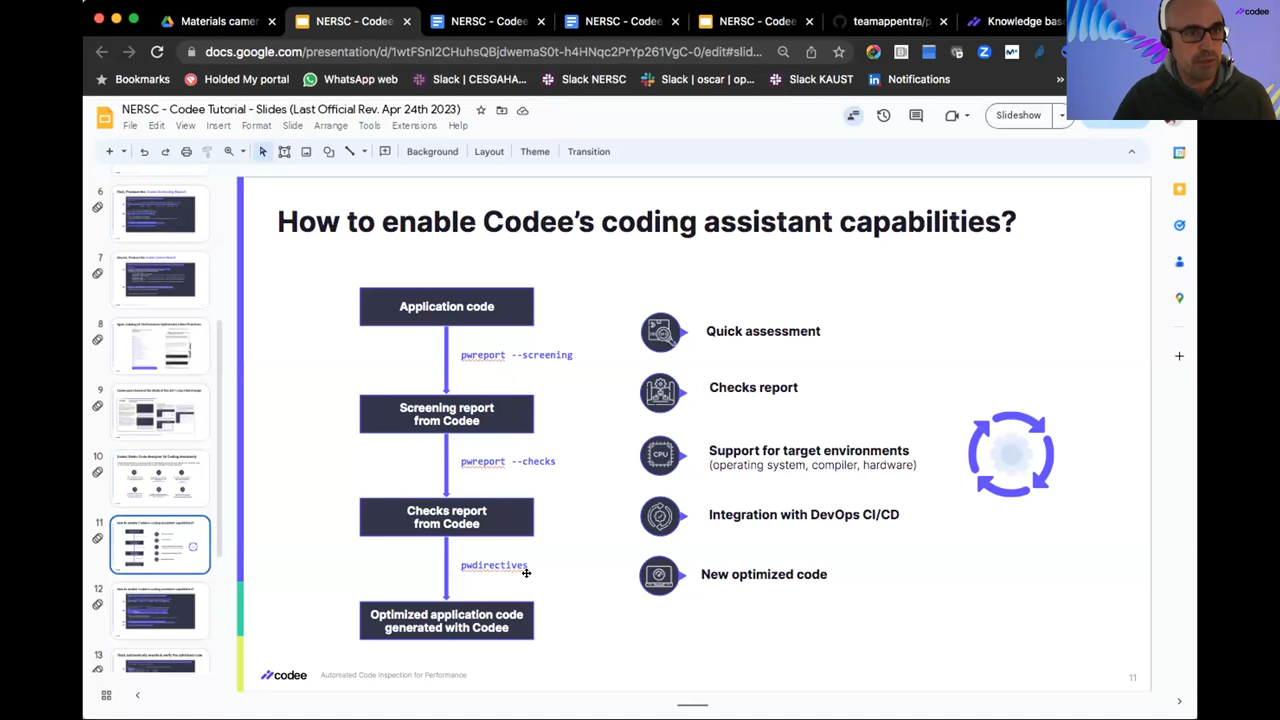 Materials camer
NERSC - Codee
NERSC - Codee
NERSC - Codee
NERSC - Codee
teamappentra/p
Knowledge bas
codee
docs.google.com/presentation/d/1wtFSnI2CHuhsQBjdwemaS0t-h4HNqc2PrYp261VgC-0/edit#slid...
Bookmarks
Holded My portal
WhatsApp web
Slack | CESGAHA...
Slack NERSC
Slack | oscar | op...
Slack KAUST
Notifications
NERSC - Codee Tutorial - Slides (Last Official Rev. Apr 24th 2023)
File Edit View Insert Format Slide Arrange Tools Extensions Help
Slideshow
Background Layout Theme Transition
6
7
8
9
10
11
12
13
How to enable Codee's coding assistant capabilities?
Application code
pwreport --screening
Screening report
from Codee
pwreport --checks
Checks report
from Codee
pwdirectives
Optimized application code
generated with Codee
Quick assessment
Checks report
CPU
Support for target environments
(operating system, compiler, hardware)
Integration with DevOps CI/CD
New optimized code
codee
Automated Code Inspection for Performance
11